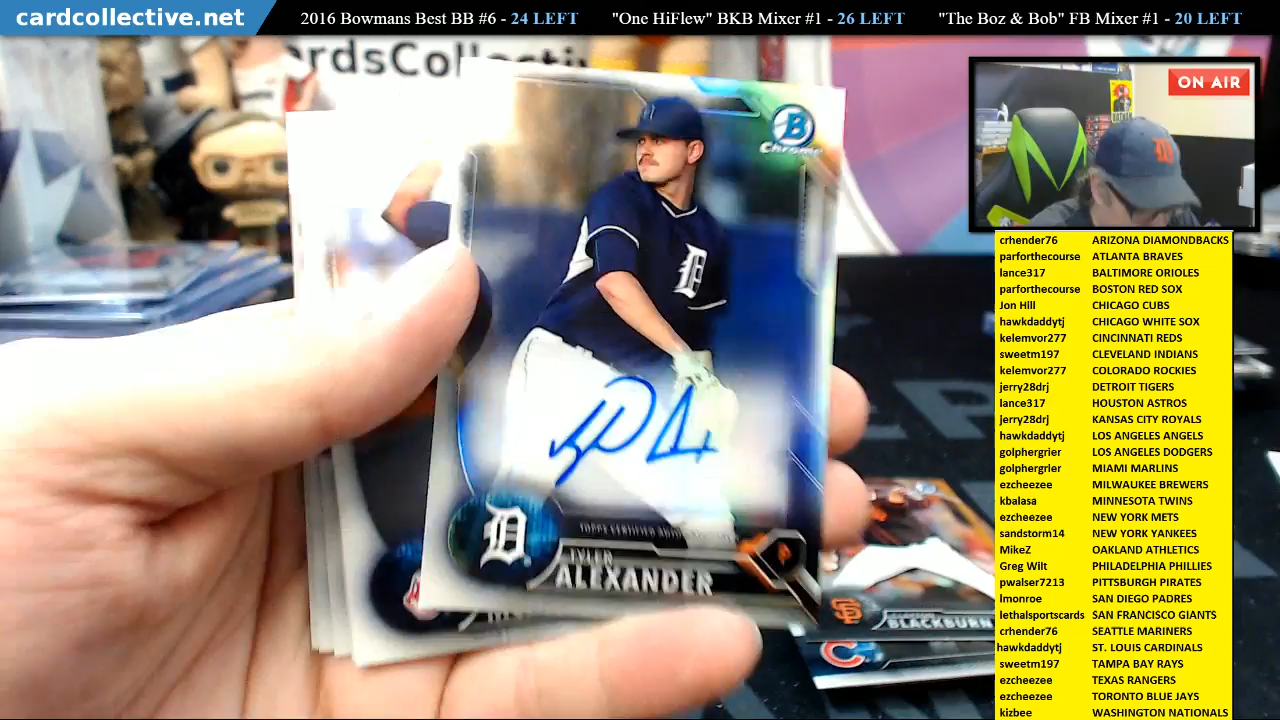 cardcollective.net
2016 Bowmans Best BB #6 - 24 LEFT
"One HiFlew" BKB Mixer #1 - 26 LEFT
"The Boz & Bob" FB Mixer #1 - 20 LEFT
ON AIR
B
Chrome
D
D
TOPPS CERTIFIED
TYLER
ALEXANDER
SF
BLACKBURN
C
crhender76 ARIZONA DIAMONDBACKS
parforthecourse ATLANTA BRAVES
lance317 BALTIMORE ORIOLES
parforthecourse BOSTON RED SOX
Jon Hill CHICAGO CUBS
hawkdaddytj CHICAGO WHITE SOX
kelemvor277 CINCINNATI REDS
sweetm197 CLEVELAND INDIANS
kelemvor277 COLORADO ROCKIES
jerry28drj DETROIT TIGERS
lance317 HOUSTON ASTROS
jerry28drj KANSAS CITY ROYALS
hawkdaddytj LOS ANGELES ANGELS
golphergrier LOS ANGELES DODGERS
golphergrier MIAMI MARLINS
ezcheezee MILWAUKEE BREWERS
kbalasa MINNESOTA TWINS
ezcheezee NEW YORK METS
sandstorm14 NEW YORK YANKEES
MikeZ OAKLAND ATHLETICS
Greg Wilt PHILADELPHIA PHILLIES
pwalser7213 PITTSBURGH PIRATES
lmonroe SAN DIEGO PADRES
lethalsportscards SAN FRANCISCO GIANTS
crhender76 SEATTLE MARINERS
hawkdaddytj ST. LOUIS CARDINALS
sweetm197 TAMPA BAY RAYS
ezcheezee TEXAS RANGERS
ezcheezee TORONTO BLUE JAYS
kizbee WASHINGTON NATIONALS